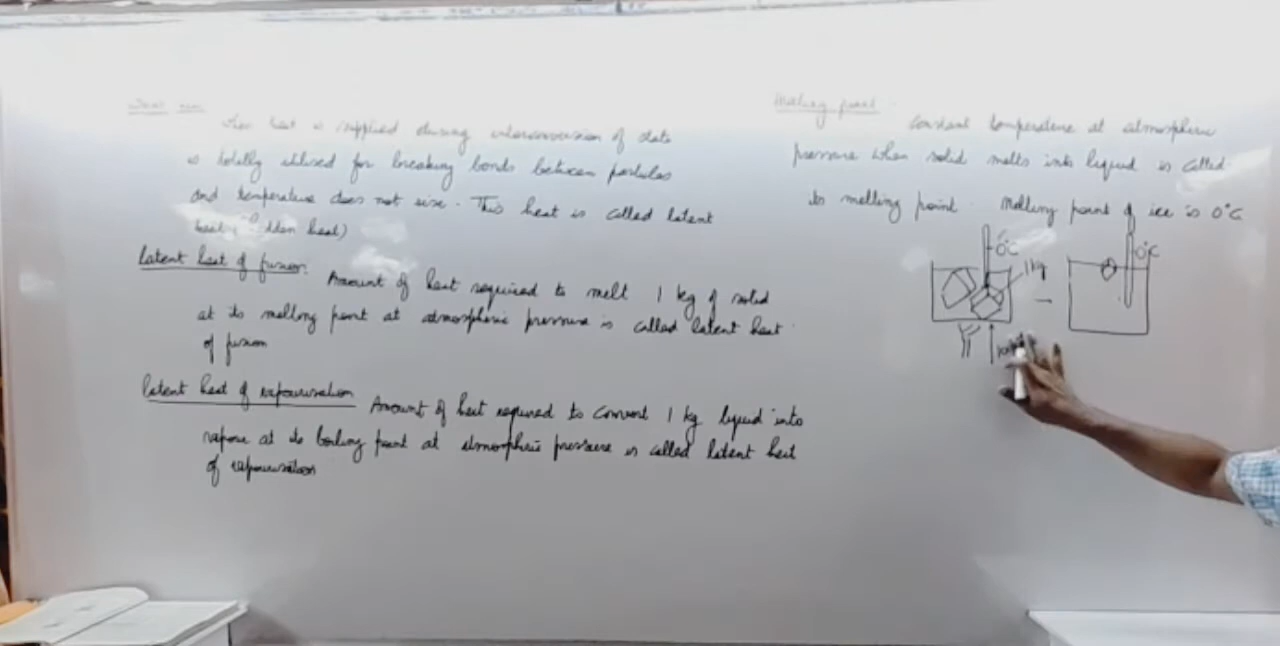 heat is supplied during interconversion of state
is totally utilised for breaking bonds between particles
and temperature does not rise. This heat is called latent
heat)
latent heat of fusion: Amount of heat required to melt 1 kg of solid
at its melting point at atmospheric pressure is called latent heat
of fusion
latent heat of vapourisation Amount of heat required to convert 1 kg liquid into
vapour at its boiling point at atmospheric pressure is called latent heat
of vapourisation
Melting point
Constant temperature at atmospheric
pressure when solid melts into liquid is called
its melting point. Melting point of ice is 0°C
0°C
1kg
0°C